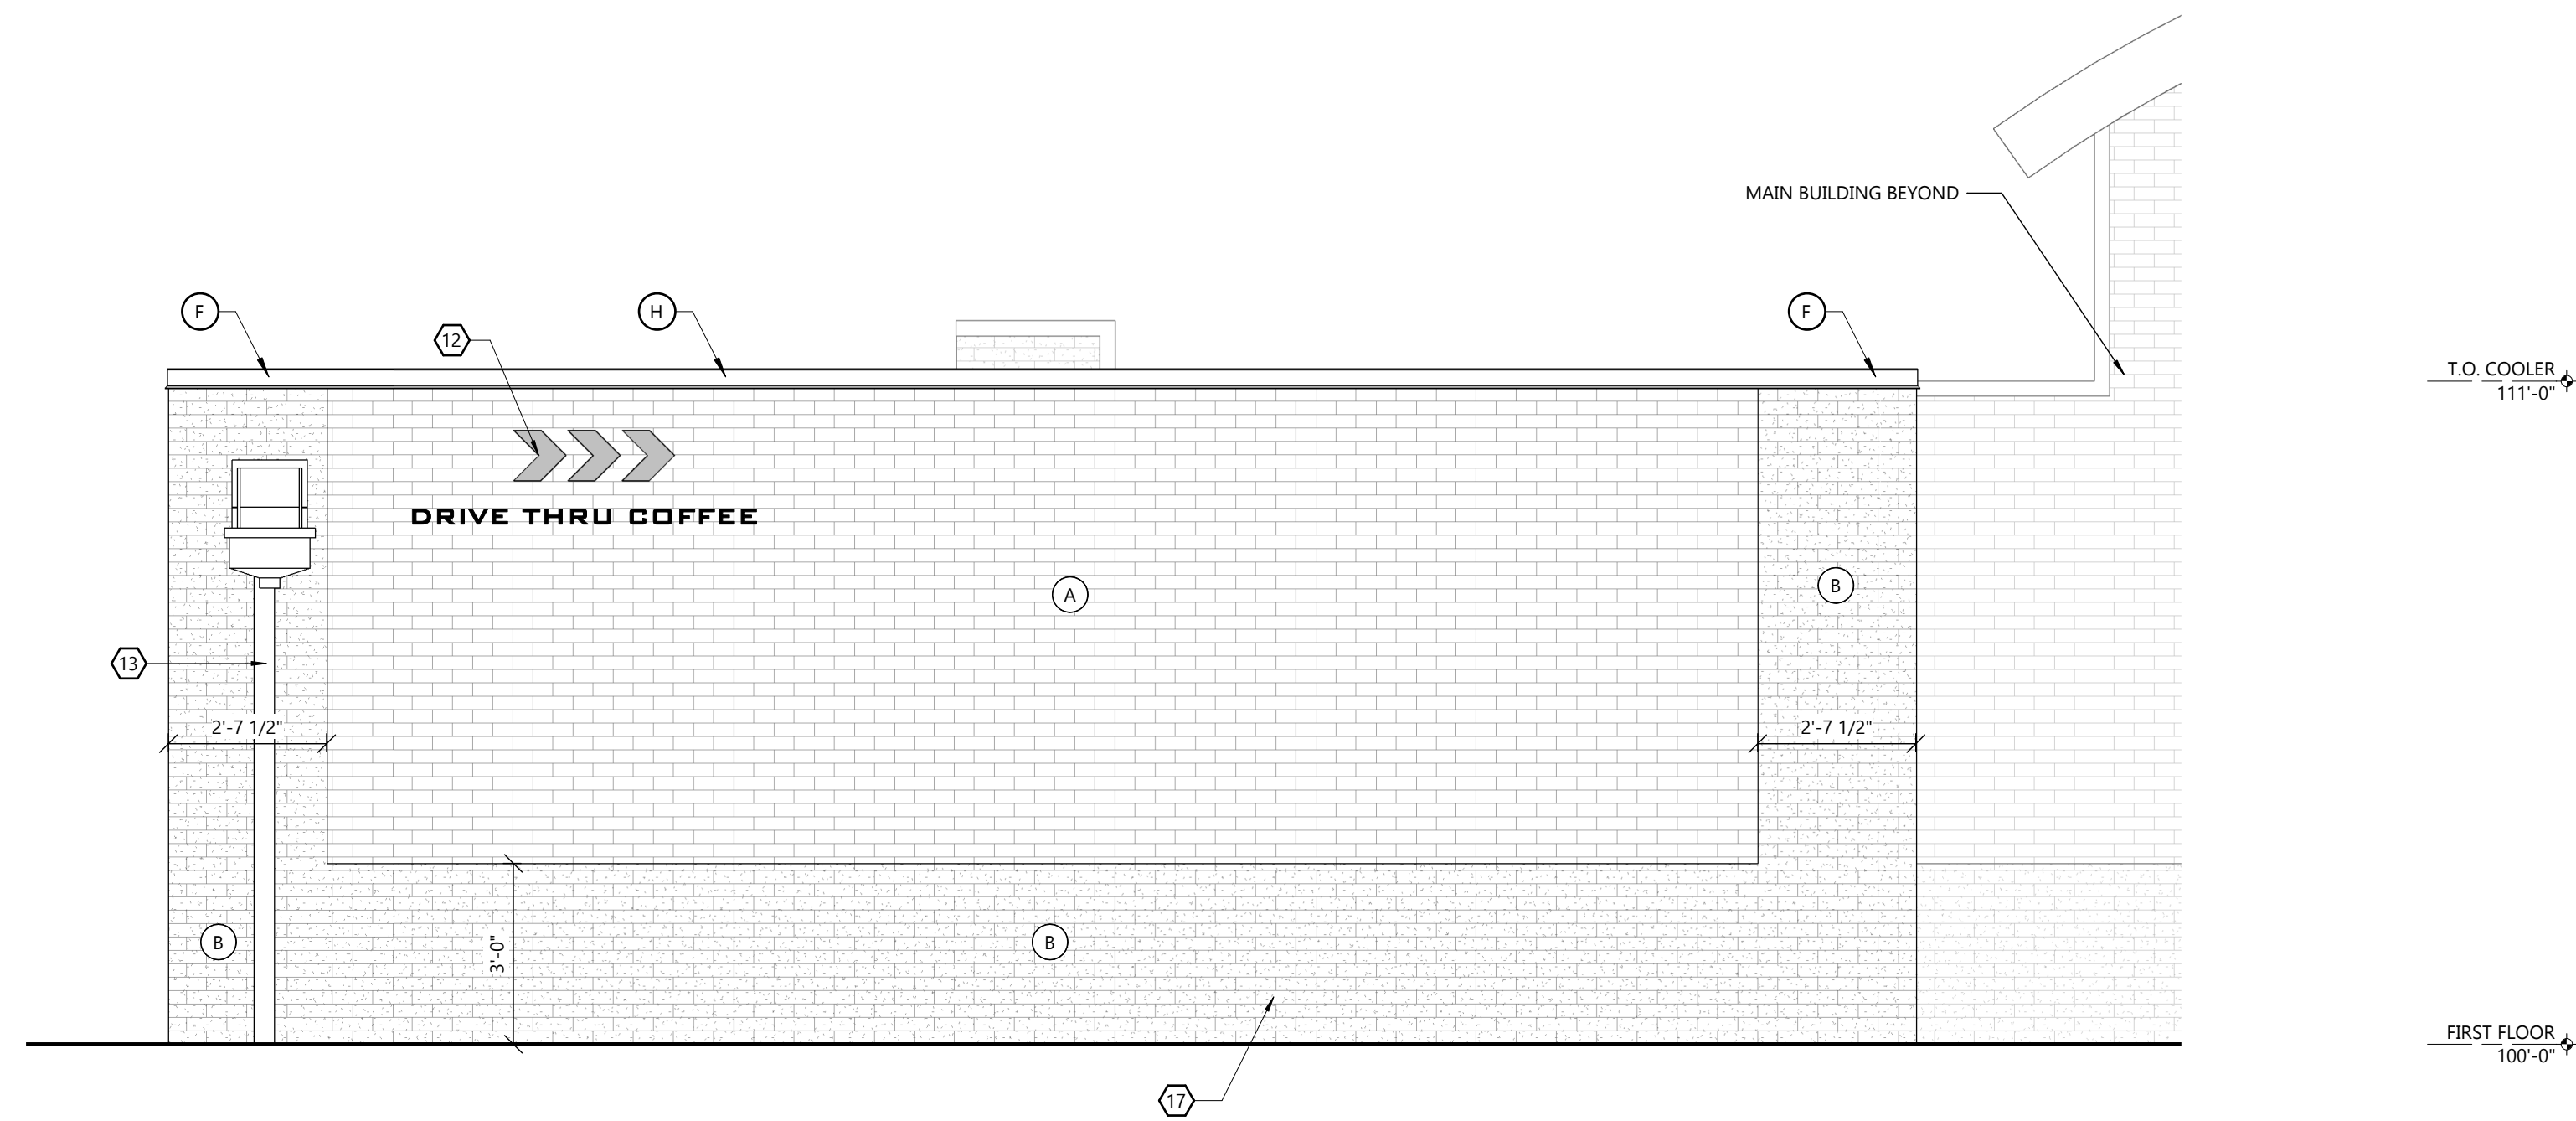 MAIN BUILDING BEYOND
F
H
F
12
T.O. COOLER
111'-0"
DRIVE THRU COFFEE
A
B
13
2'-7 1/2"
2'-7 1/2"
B
B
3'-0"
FIRST FLOOR
100'-0"
17